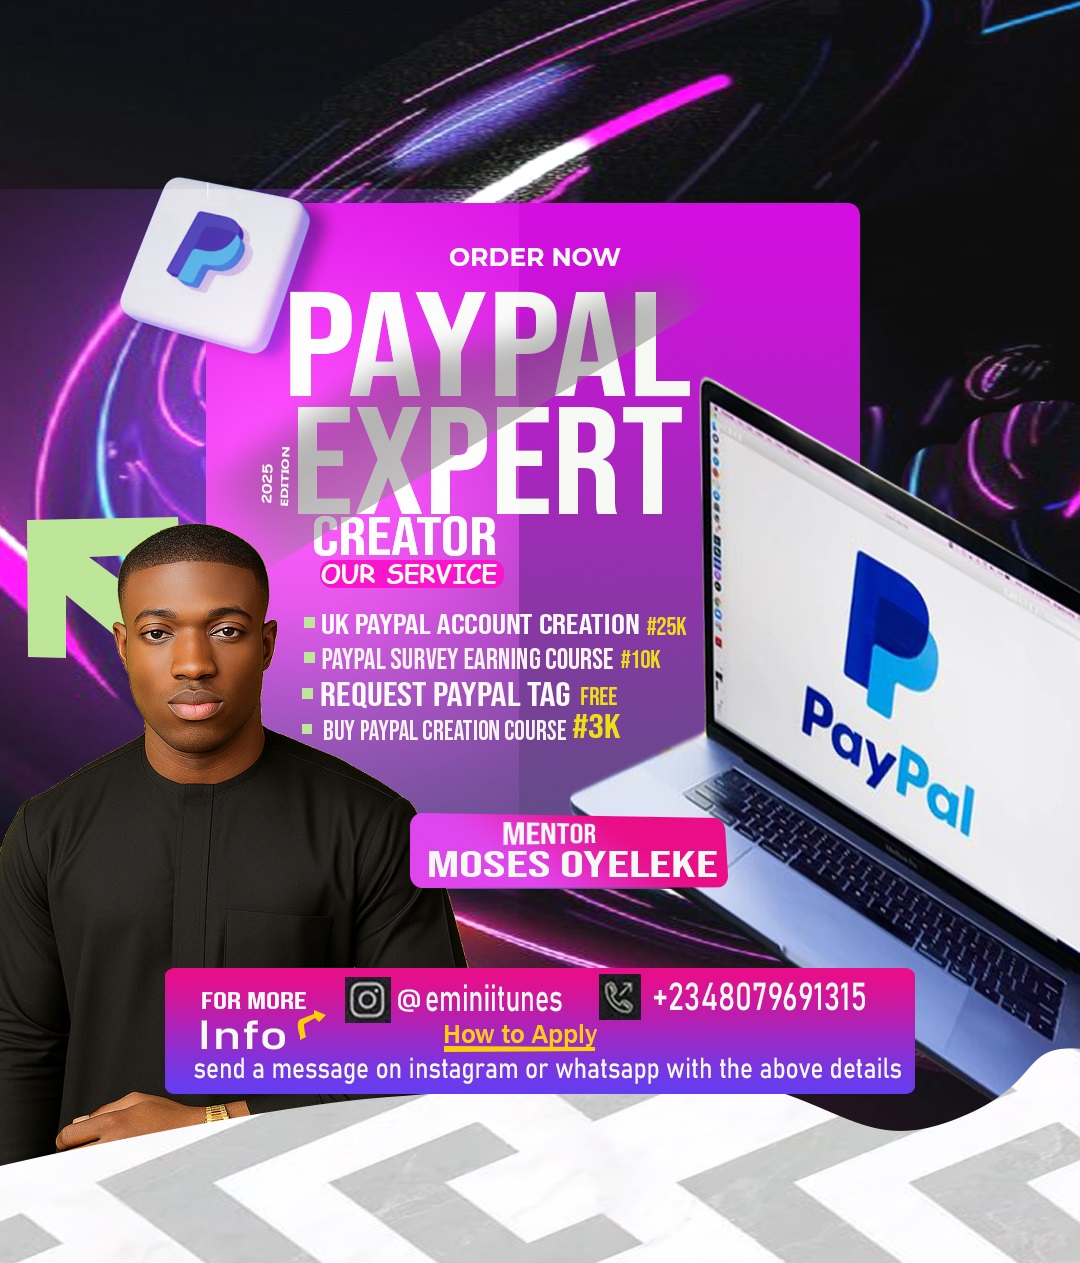 ORDER NOW
PAYPAL
EXPERT
2025
EDITION
CREATOR
OUR SERVICE
UK PAYPAL ACCOUNT CREATION #25K
PAYPAL SURVEY EARNING COURSE #10K
REQUEST PAYPAL TAG FREE
BUY PAYPAL CREATION COURSE #3K
PayPal
MENTOR
MOSES OYELEKE
FOR MORE
Info
@eminiitunes
+2348079691315
How to Apply
send a message on instagram or whatsapp with the above details